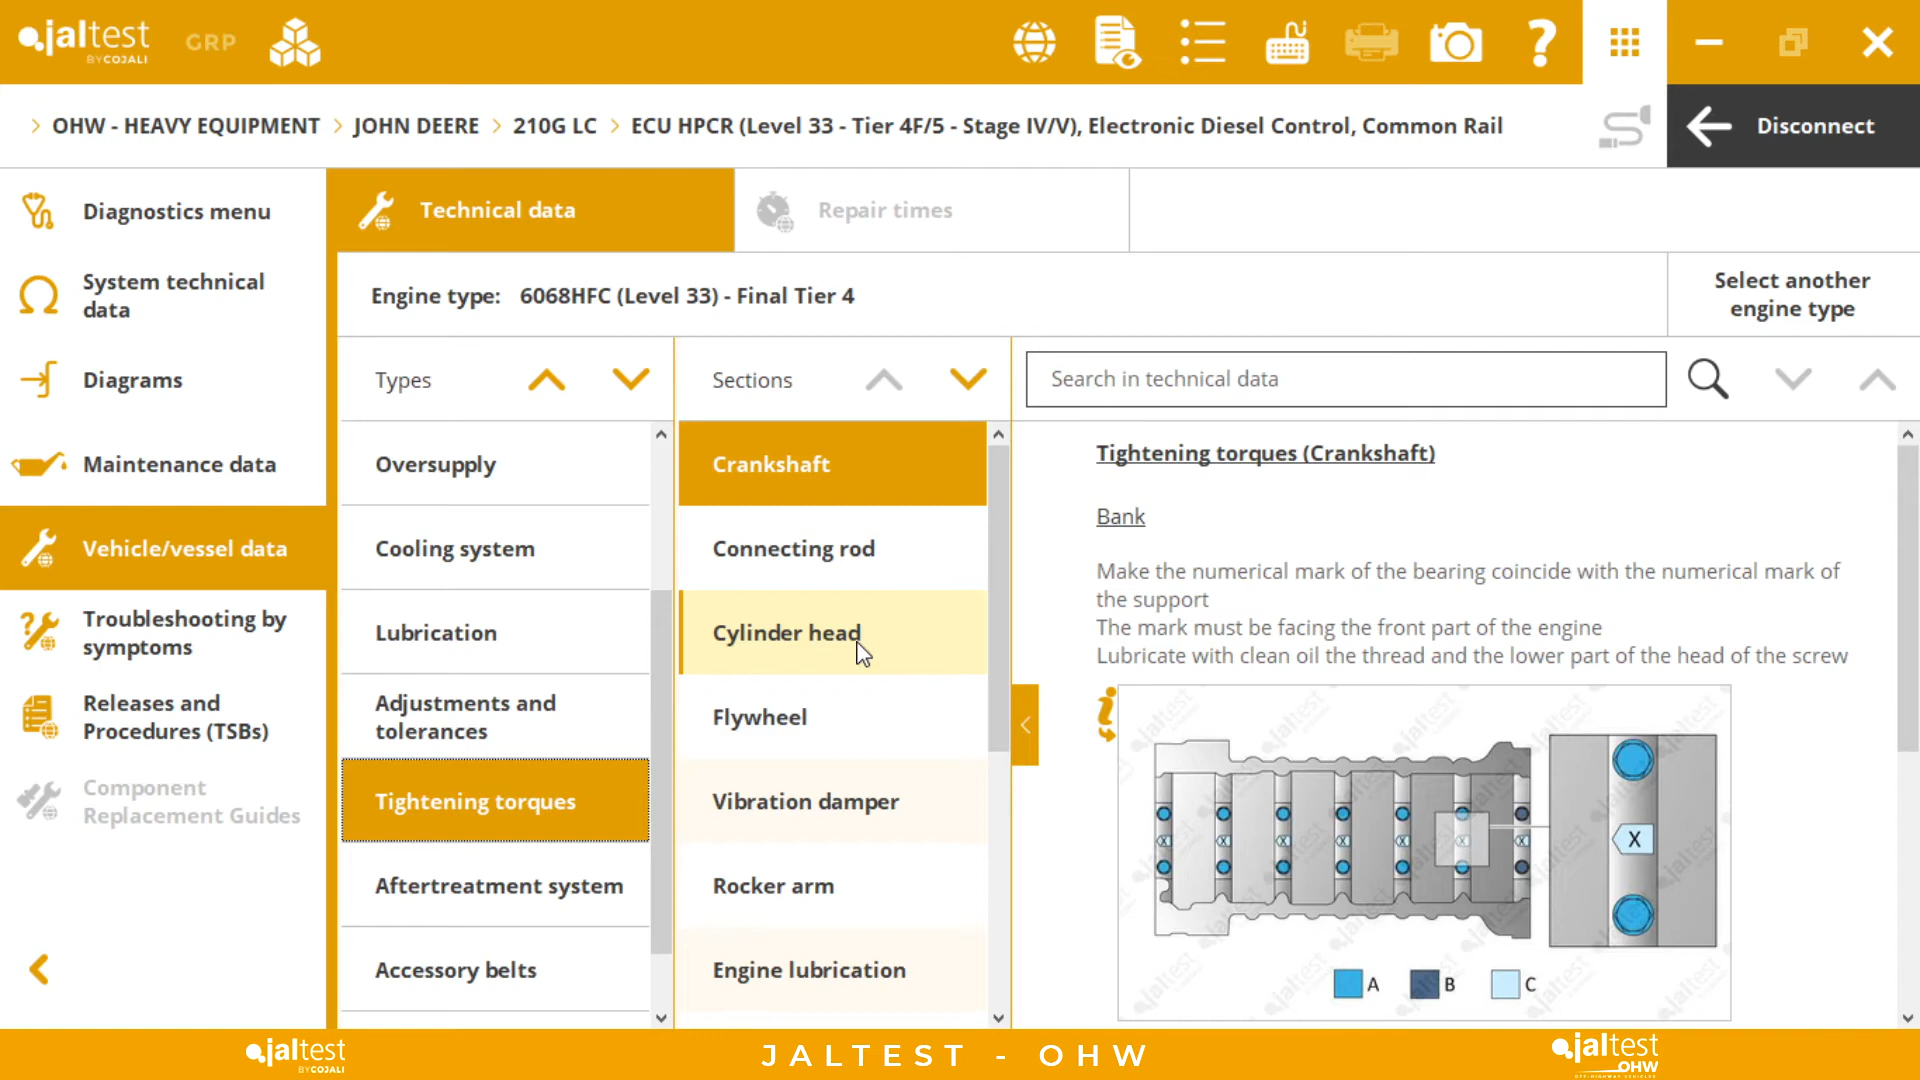 jaltest
BY COJALI
GRP
OHW - HEAVY EQUIPMENT > JOHN DEERE > 210G LC > ECU HPCR (Level 33 - Tier 4F/5 - Stage IV/V), Electronic Diesel Control, Common Rail
Disconnect
Diagnostics menu
System technical
data
Diagrams
Maintenance data
Vehicle/vessel data
Troubleshooting by
symptoms
Releases and
Procedures (TSBs)
Component
Replacement Guides
Technical data
Repair times
Engine type: 6068HFC (Level 33) - Final Tier 4
Select another
engine type
Types
Oversupply
Cooling system
Lubrication
Adjustments and
tolerances
Tightening torques
Aftertreatment system
Accessory belts
Sections
Crankshaft
Connecting rod
Cylinder head
Flywheel
Vibration damper
Rocker arm
Engine lubrication
Search in technical data
Tightening torques (Crankshaft)
Bank
Make the numerical mark of the bearing coincide with the numerical mark of
the support
The mark must be facing the front part of the engine
Lubricate with clean oil the thread and the lower part of the head of the screw
X X X X X X X
X
A B C
jaltest
BY COJALI
JALTEST - OHW
jaltest
OHW